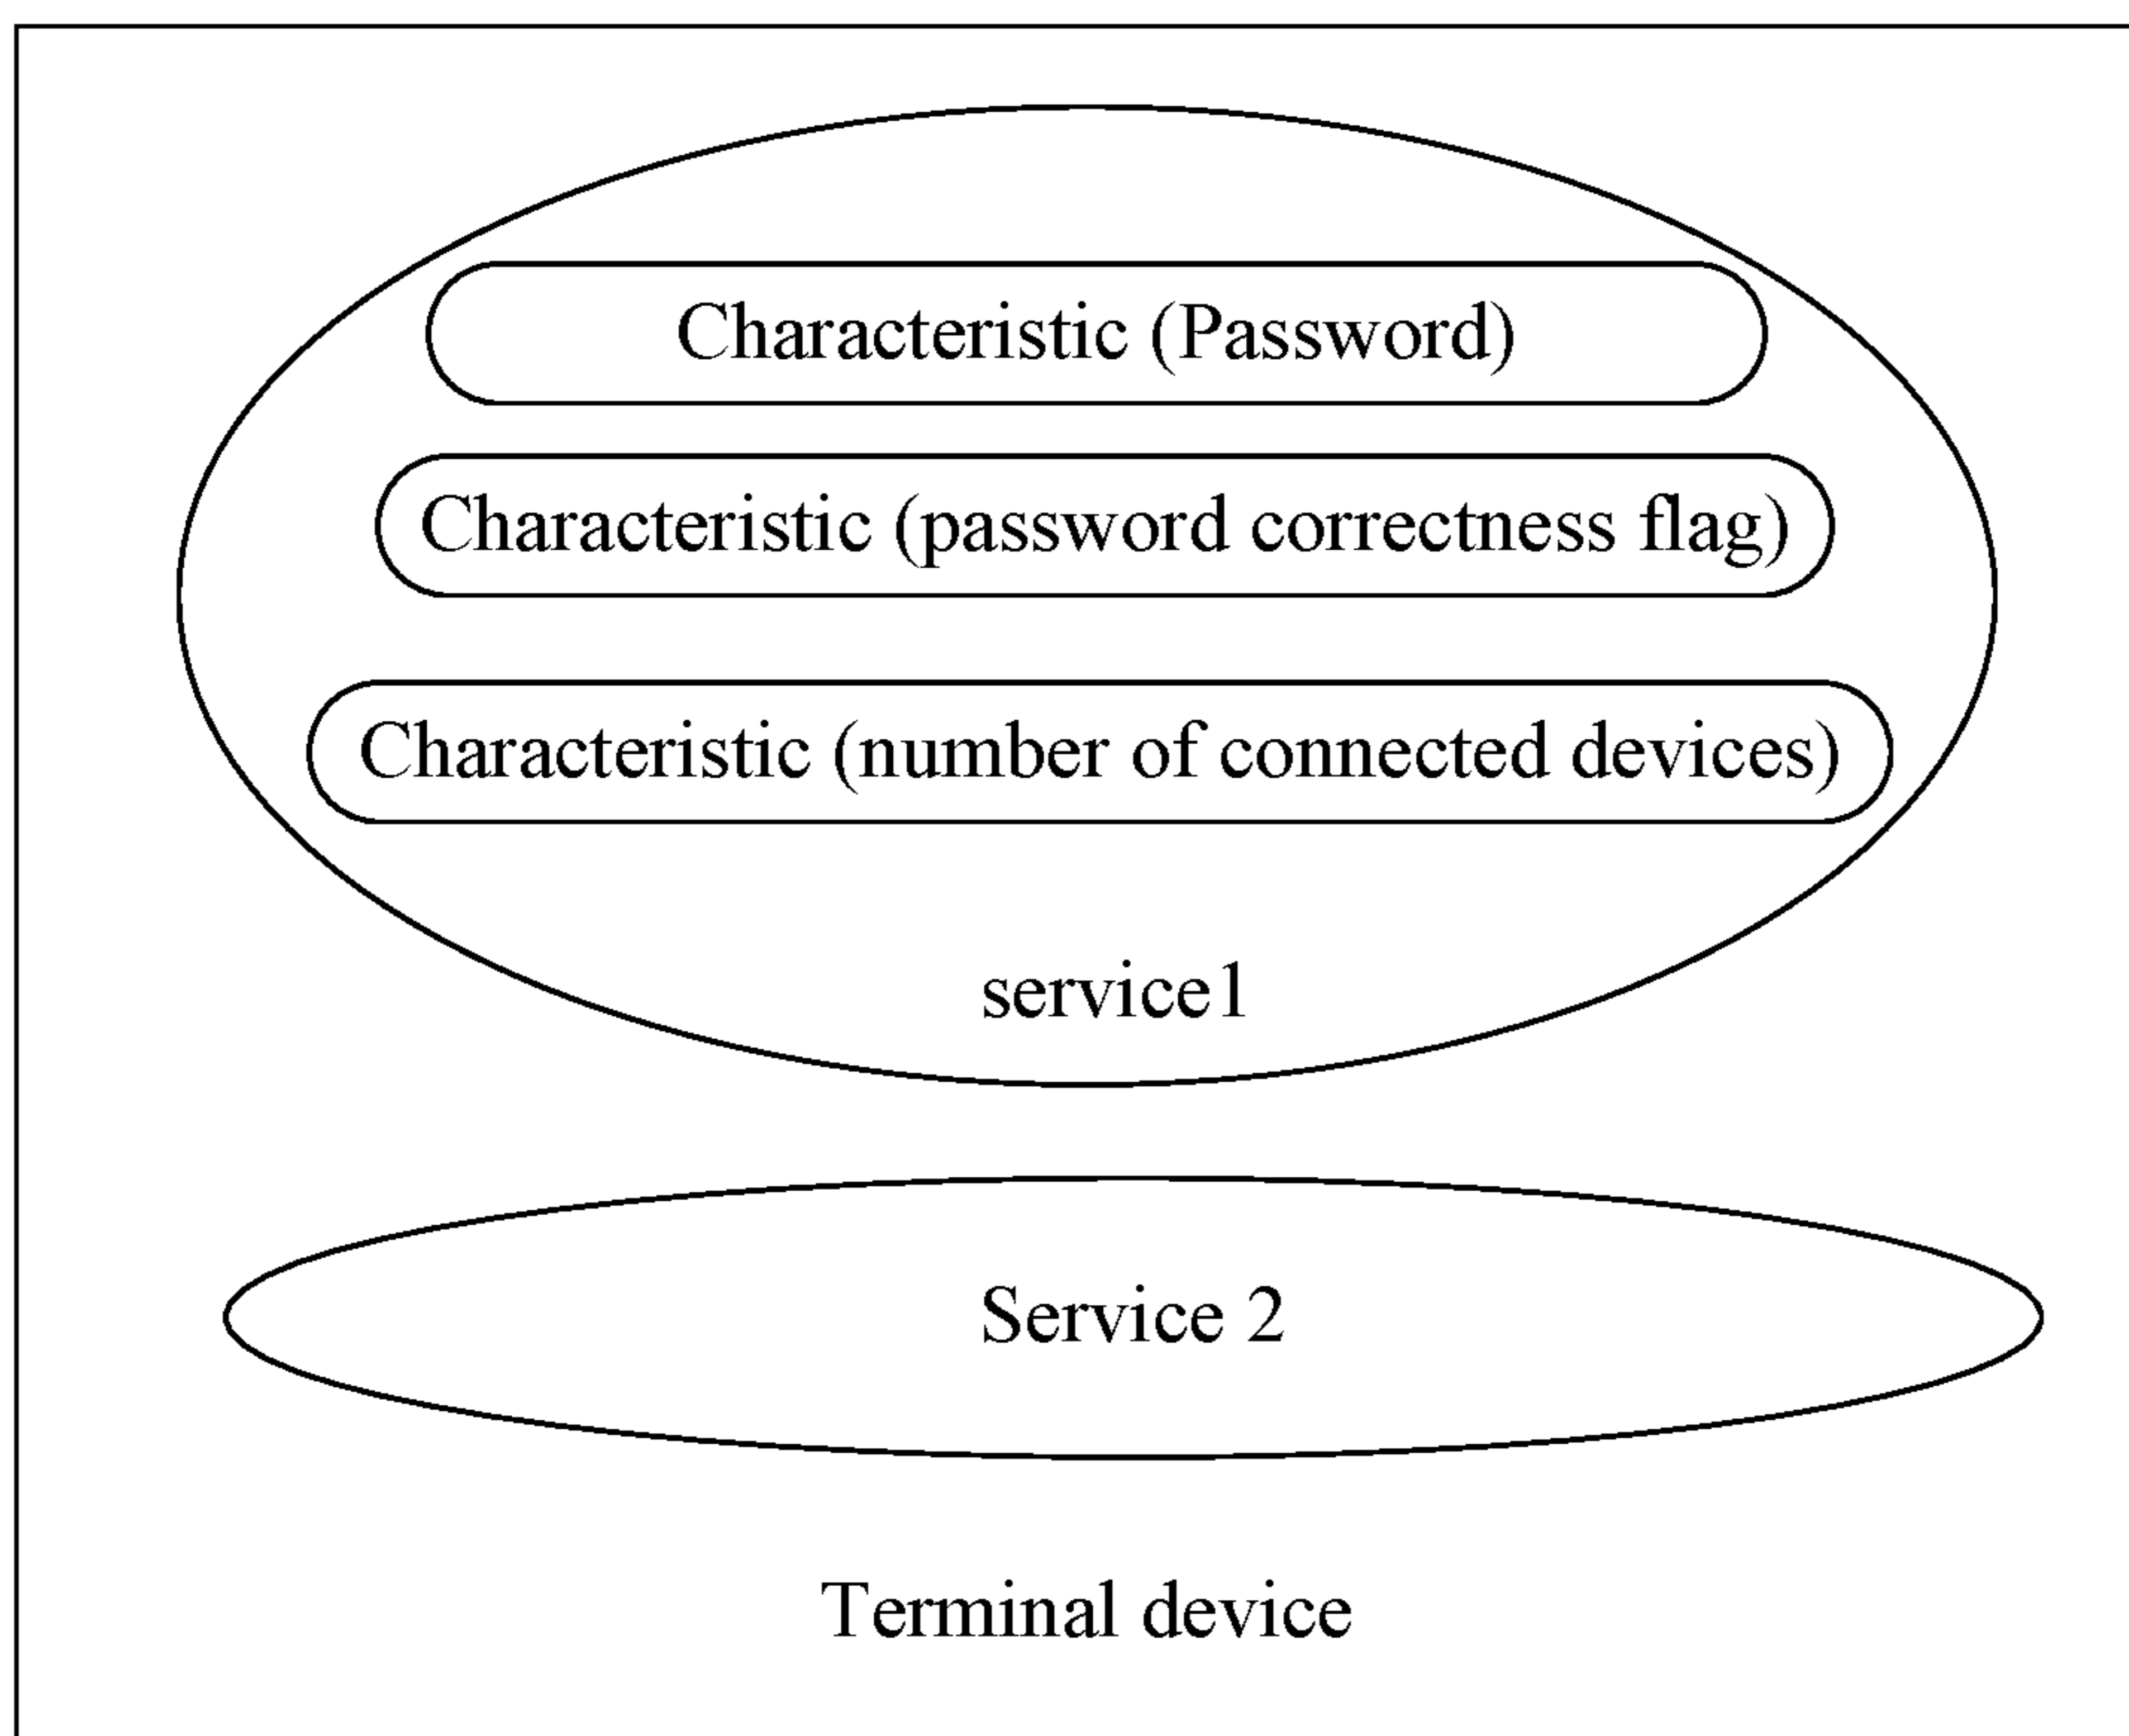 Characteristic (Password)
Characteristic (password correctness flag)
Characteristic (number of connected devices)
service1
Service 2
Terminal device